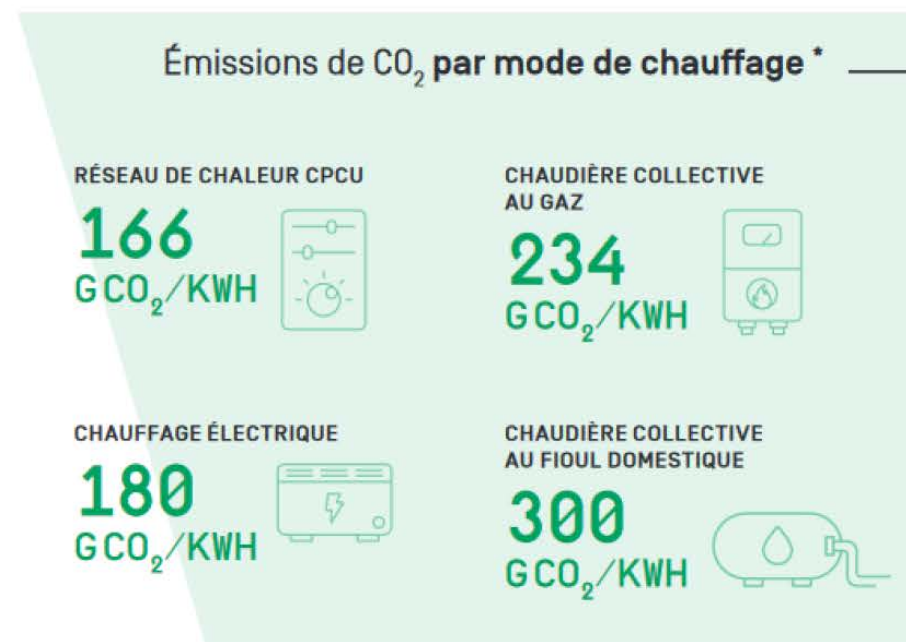 Émissions de CO₂ par mode de chauffage *
RÉSEAU DE CHALEUR CPCU
166
GCO₂/KWH
CHAUDIÈRE COLLECTIVE
AU GAZ
234
GCO₂/KWH
CHAUFFAGE ÉLECTRIQUE
180
GCO₂/KWH
CHAUDIÈRE COLLECTIVE
AU FIOUL DOMESTIQUE
300
GCO₂/KWH